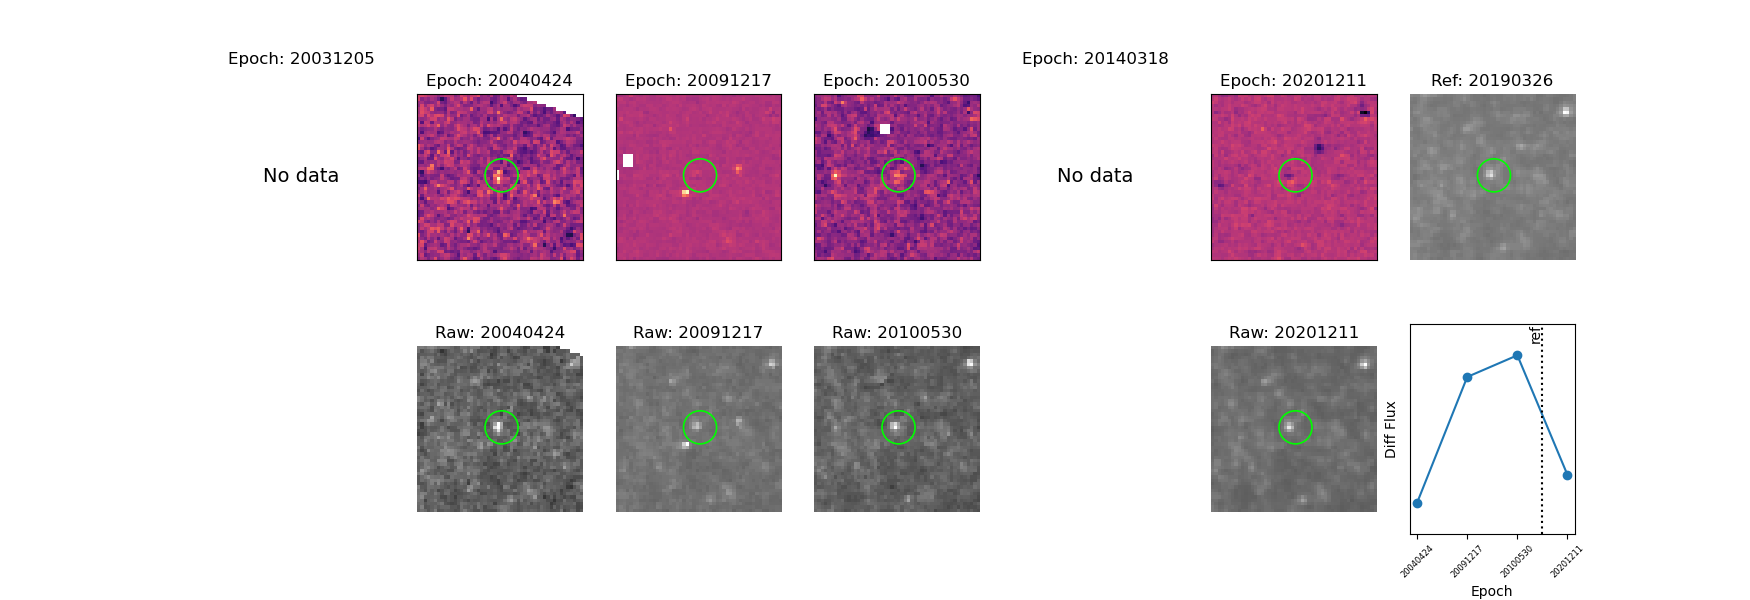 Epoch: 20031205
Epoch: 20040424
Epoch: 20091217
Epoch: 20100530
Epoch: 20140318
Epoch: 20201211
Ref: 20190326
No data
No data
Raw: 20040424
Raw: 20091217
Raw: 20100530
Raw: 20201211
ref
Diff Flux
20040424
20091217
20100530
20201211
Epoch